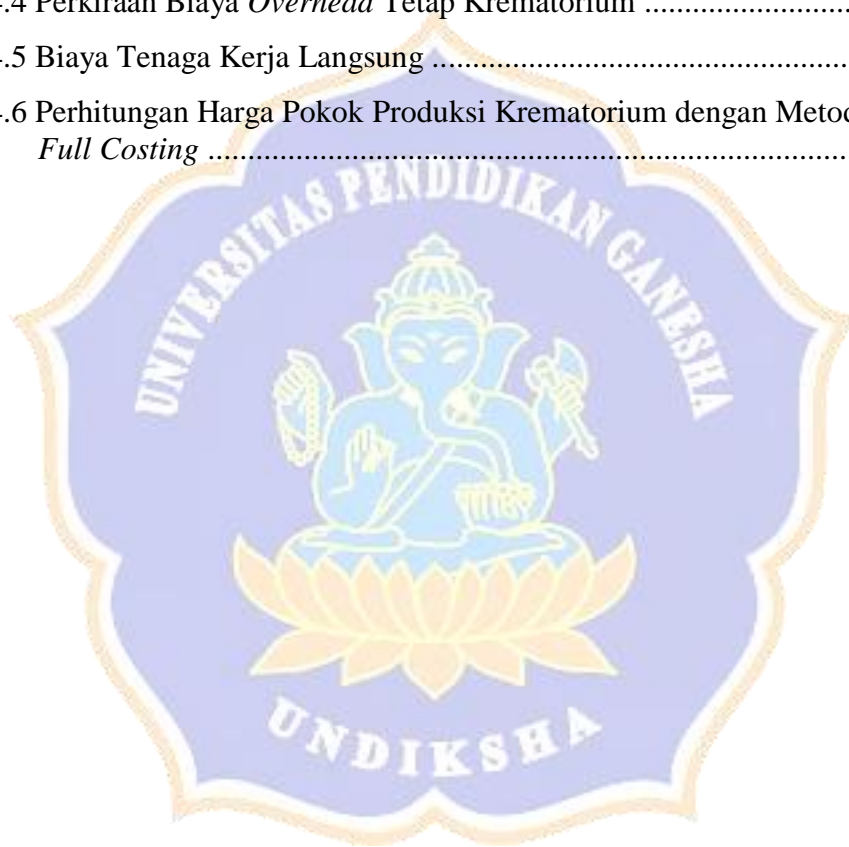 .4 Perkiraan Biaya Overhead Tetap Krematorium ............................
.5 Biaya Tenaga Kerja Langsung ..............................................................
.6 Perhitungan Harga Pokok Produksi Krematorium dengan Metod
Full Costing ...............................................................................................
UNIVERSITAS PENDIDIKAN GANESHA
UNDIKSHA